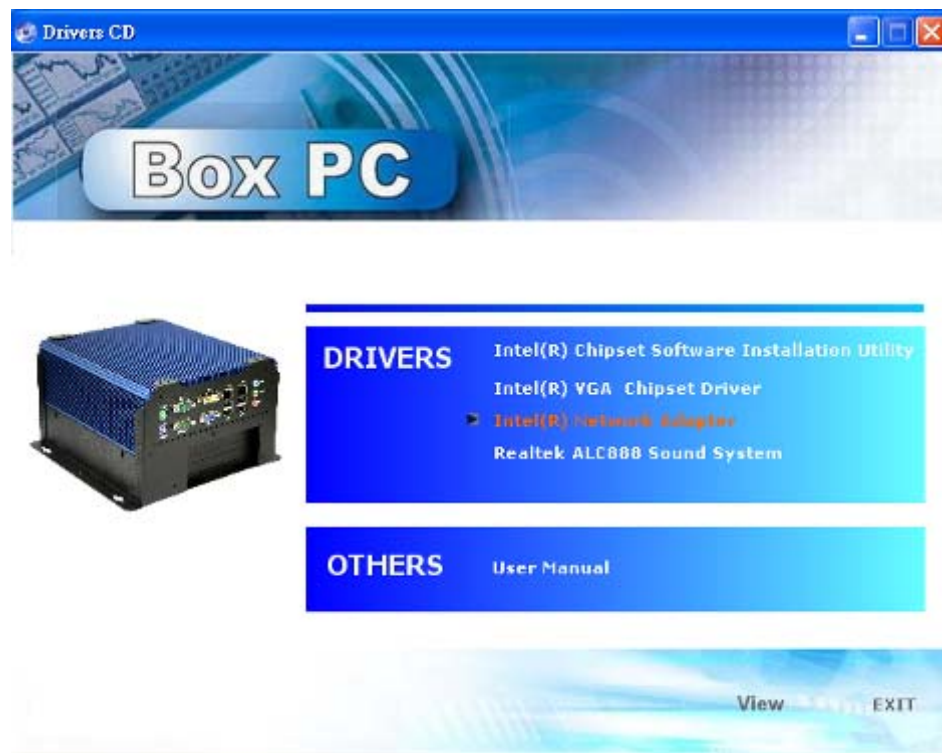 Drivers CD
Box PC
DRIVERS
Intel(R) Chipset Software Installation Utility
Intel(R) VGA Chipset Driver
Intel(R) Network Adapter
Realtek ALC888 Sound System
OTHERS
User Manual
View
EXIT